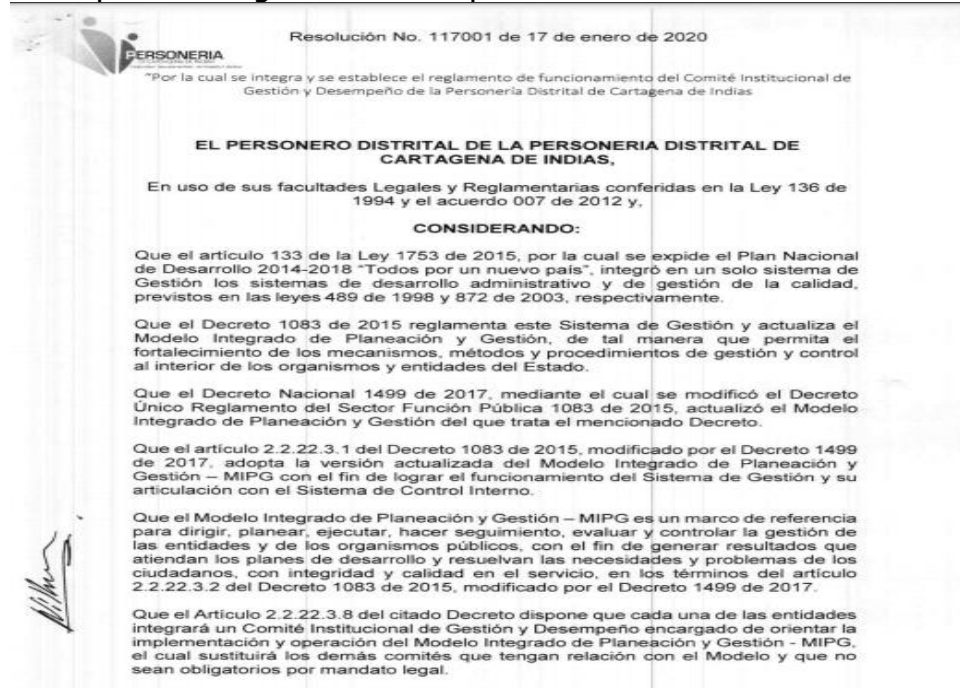 Resolución No. 117001 de 17 de enero de 2020
PERSONERIA
"Por la cual se integra y se establece el reglamento de funcionamiento del Comité Institucional de
Gestión y Desempeño de la Personería Distrital de Cartagena de Indias
EL PERSONERO DISTRITAL DE LA PERSONERIA DISTRITAL DE
CARTAGENA DE INDIAS,
En uso de sus facultades Legales y Reglamentarias conferidas en la Ley 136 de
1994 y el acuerdo 007 de 2012 y,
CONSIDERANDO:
Que el artículo 133 de la Ley 1753 de 2015, por la cual se expide el Plan Nacional
de Desarrollo 2014-2018 "Todos por un nuevo país", integró en un solo sistema de
Gestión los sistemas de desarrollo administrativo y de gestión de la calidad,
previstos en las leyes 489 de 1998 y 872 de 2003, respectivamente.
Que el Decreto 1083 de 2015 reglamenta este Sistema de Gestión y actualiza el
Modelo Integrado de Planeación y Gestión, de tal manera que permita el
fortalecimiento de los mecanismos, métodos y procedimientos de gestión y control
al interior de los organismos y entidades del Estado.
Que el Decreto Nacional 1499 de 2017, mediante el cual se modificó el Decreto
Único Reglamento del Sector Función Pública 1083 de 2015, actualizó el Modelo
Integrado de Planeación y Gestión del que trata el mencionado Decreto.
Que el artículo 2.2.22.3.1 del Decreto 1083 de 2015, modificado por el Decreto 1499
de 2017, adopta la versión actualizada del Modelo Integrado de Planeación y
Gestión – MIPG con el fin de lograr el funcionamiento del Sistema de Gestión y su
articulación con el Sistema de Control Interno.
Que el Modelo Integrado de Planeación y Gestión – MIPG es un marco de referencia
para dirigir, planear, ejecutar, hacer seguimiento, evaluar y controlar la gestión de
las entidades y de los organismos públicos, con el fin de generar resultados que
atiendan los planes de desarrollo y resuelvan las necesidades y problemas de los
ciudadanos, con integridad y calidad en el servicio, en los términos del artículo
2.2.22.3.2 del Decreto 1083 de 2015, modificado por el Decreto 1499 de 2017.
Que el Artículo 2.2.22.3.8 del citado Decreto dispone que cada una de las entidades
integrará un Comité Institucional de Gestión y Desempeño encargado de orientar la
implementación y operación del Modelo Integrado de Planeación y Gestión - MIPG,
el cual sustituirá los demás comités que tengan relación con el Modelo y que no
sean obligatorios por mandato legal.